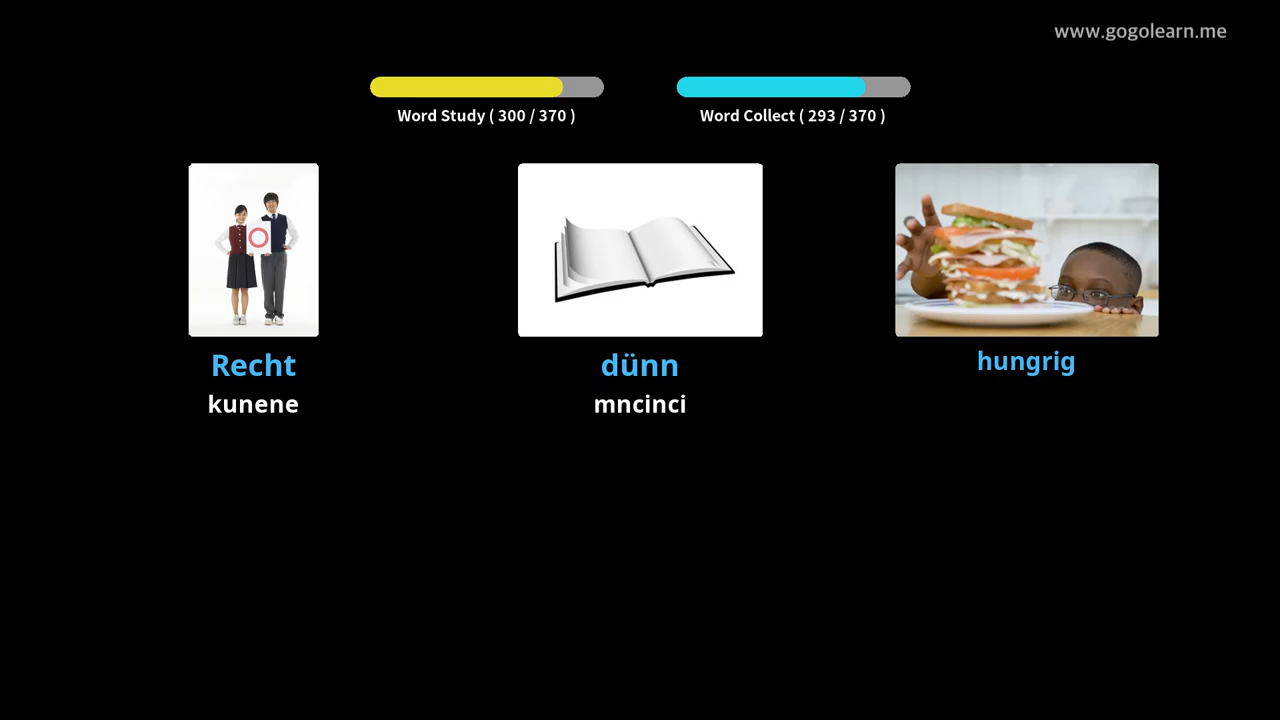 www.gogolearn.me
Word Study ( 300 / 370 )
Word Collect ( 293 / 370 )
Recht
kunene
dünn
mncinci
hungrig